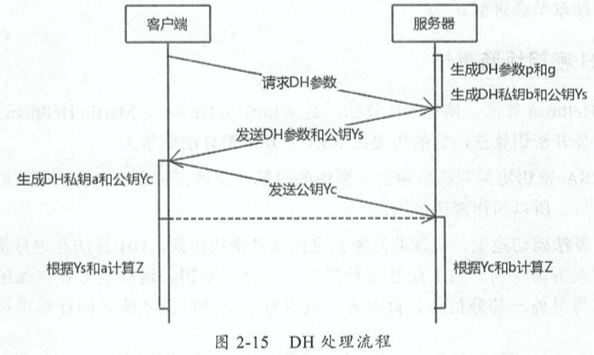 客户端
服务器
请求DH参数
生成DH参数p和g
生成DH私钥b和公钥Ys
发送DH参数和公钥Ys
生成DH私钥a和公钥Yc
发送公钥Yc
根据Ys和a计算Z
根据Yc和b计算Z
图 2-15 DH 处理流程